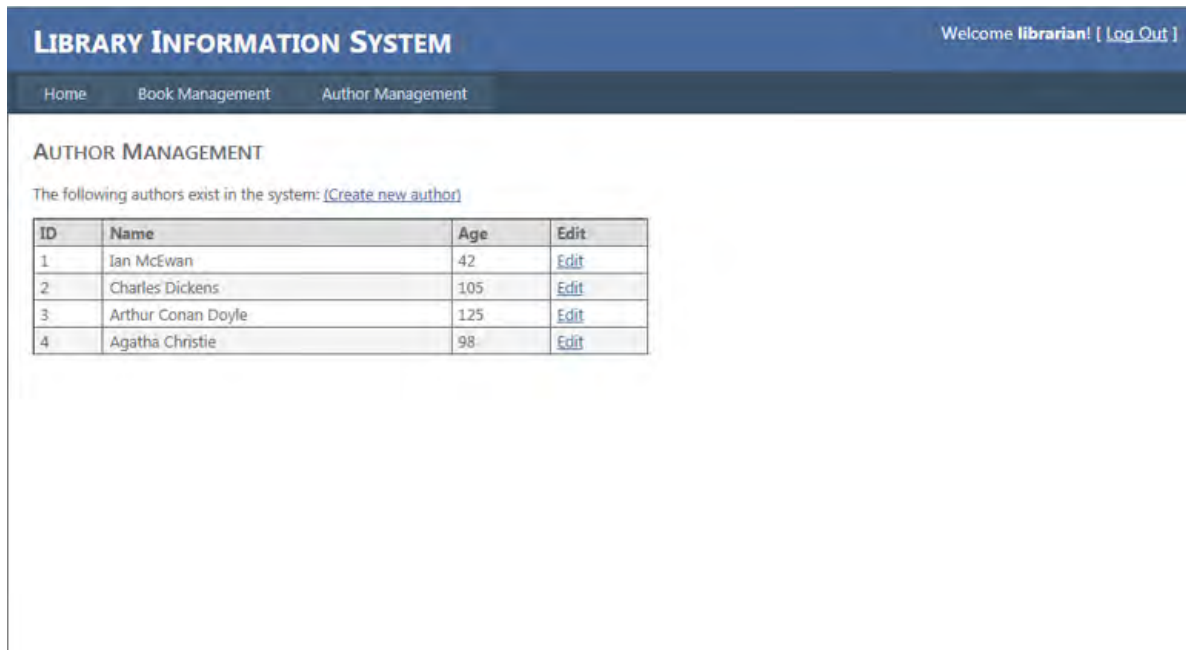 LIBRARY INFORMATION SYSTEM
Welcome librarian! [ Log Out ]
Home Book Management Author Management
AUTHOR MANAGEMENT
The following authors exist in the system: (Create new author)
ID Name Age Edit
1 Ian McEwan 42 Edit
2 Charles Dickens 105 Edit
3 Arthur Conan Doyle 125 Edit
4 Agatha Christie 98 Edit